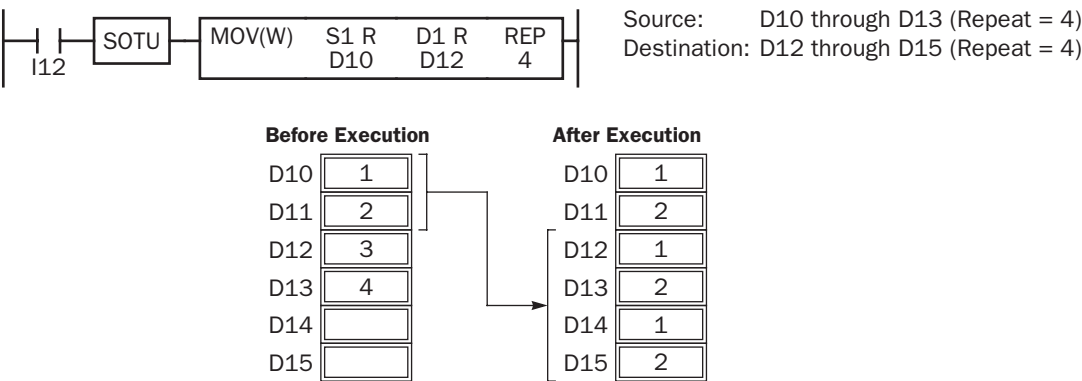 SOTU MOV(W) S1 R D1 R REP
I12 D10 D12 4
Source: D10 through D13 (Repeat = 4)
Destination: D12 through D15 (Repeat = 4)
Before Execution After Execution
D10 1 D10 1
D11 2 D11 2
D12 3 D12 1
D13 4 D13 2
D14 D14 1
D15 D15 2